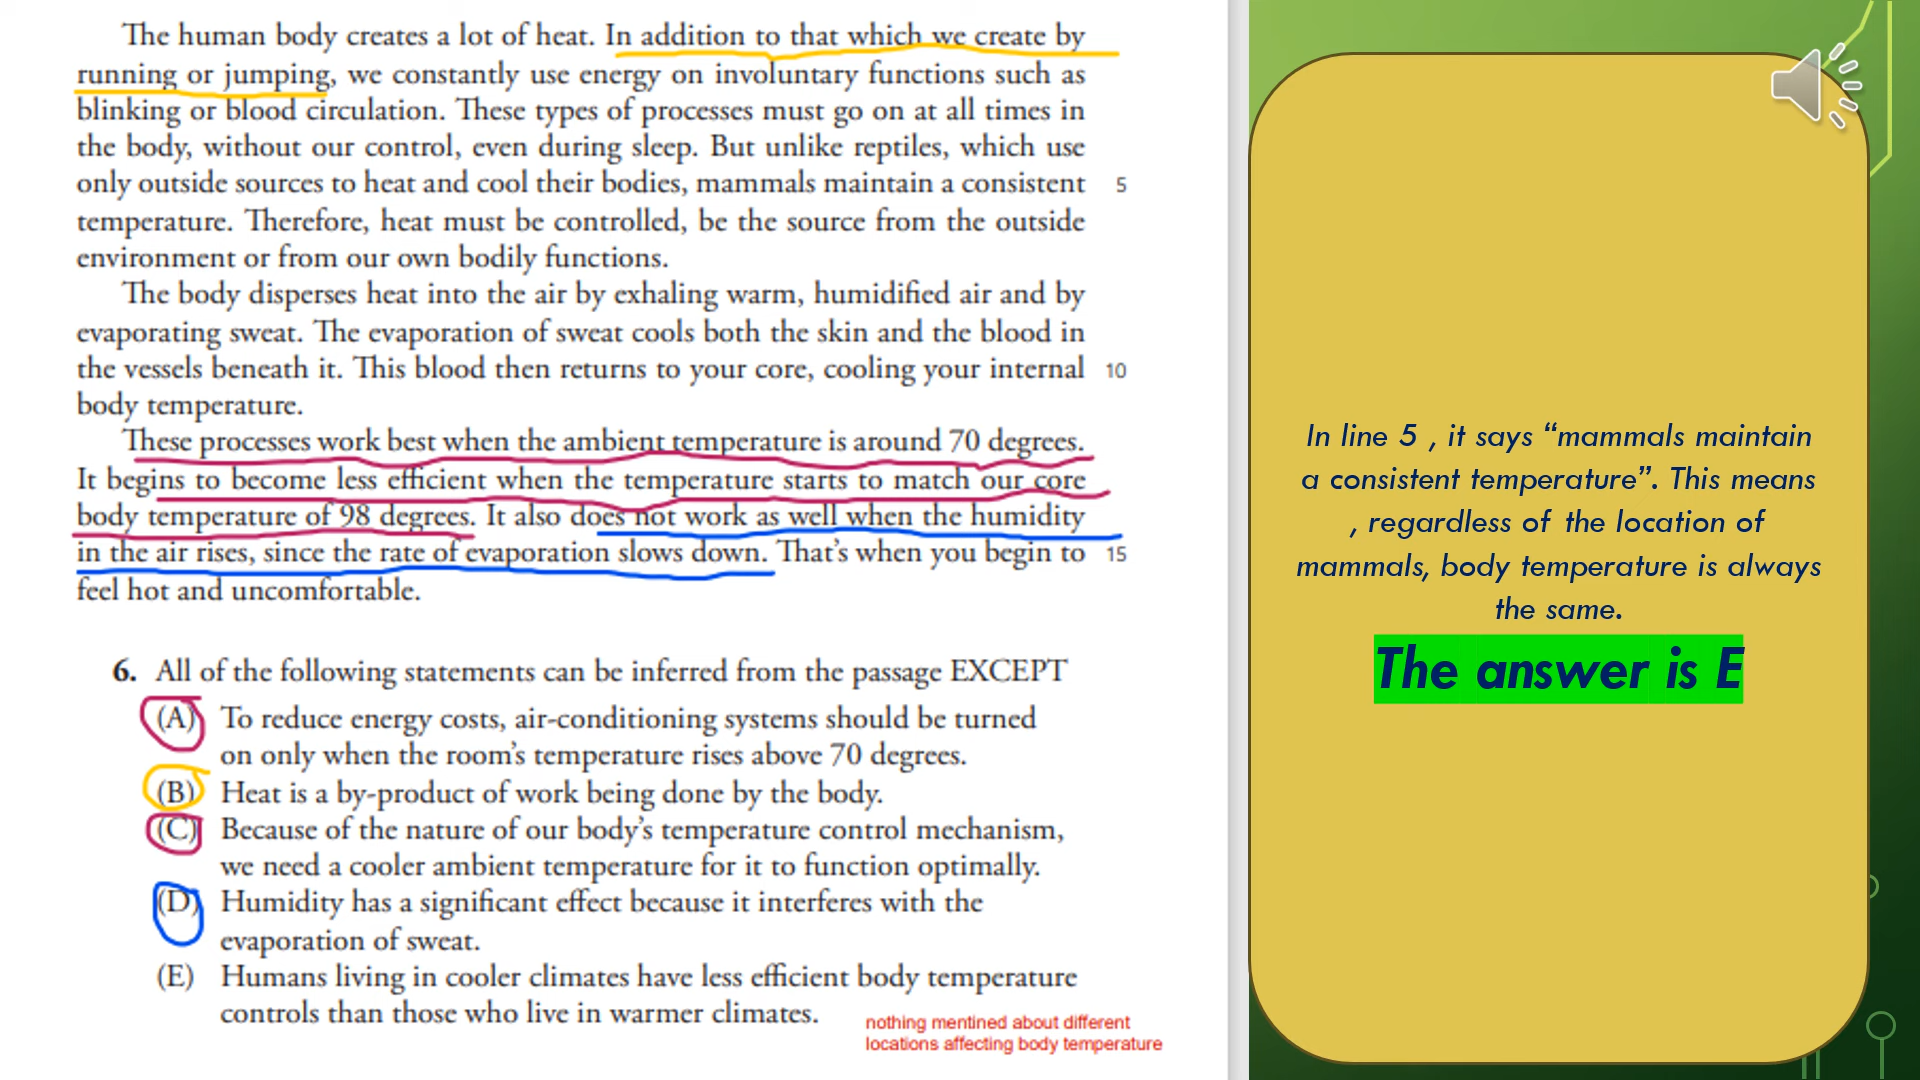 The human body creates a lot of heat. In addition to that which we create by
running or jumping, we constantly use energy on involuntary functions such as
blinking or blood circulation. These types of processes must go on at all times in
the body, without our control, even during sleep. But unlike reptiles, which use
only outside sources to heat and cool their bodies, mammals maintain a consistent 5
temperature. Therefore, heat must be controlled, be the source from the outside
environment or from our own bodily functions.
The body disperses heat into the air by exhaling warm, humidified air and by
evaporating sweat. The evaporation of sweat cools both the skin and the blood in
the vessels beneath it. This blood then returns to your core, cooling your internal 10
body temperature.
These processes work best when the ambient temperature is around 70 degrees.
It begins to become less efficient when the temperature starts to match our core
body temperature of 98 degrees. It also does not work as well when the humidity
in the air rises, since the rate of evaporation slows down. That's when you begin to 15
feel hot and uncomfortable.
6. All of the following statements can be inferred from the passage EXCEPT
(A) To reduce energy costs, air-conditioning systems should be turned
on only when the room's temperature rises above 70 degrees.
(B) Heat is a by-product of work being done by the body.
(C) Because of the nature of our body's temperature control mechanism,
we need a cooler ambient temperature for it to function optimally.
(D) Humidity has a significant effect because it interferes with the
evaporation of sweat.
(E) Humans living in cooler climates have less efficient body temperature
controls than those who live in warmer climates.
nothing mentined about different
locations affecting body temperature
In line 5 , it says “mammals maintain
a consistent temperature”. This means
, regardless of the location of
mammals, body temperature is always
the same.
The answer is E